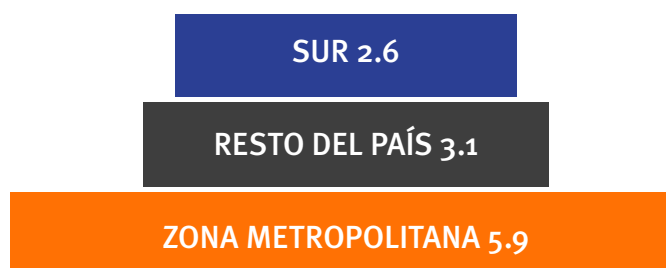 SUR 2.6
RESTO DEL PAÍS 3.1
ZONA METROPOLITANA 5.9